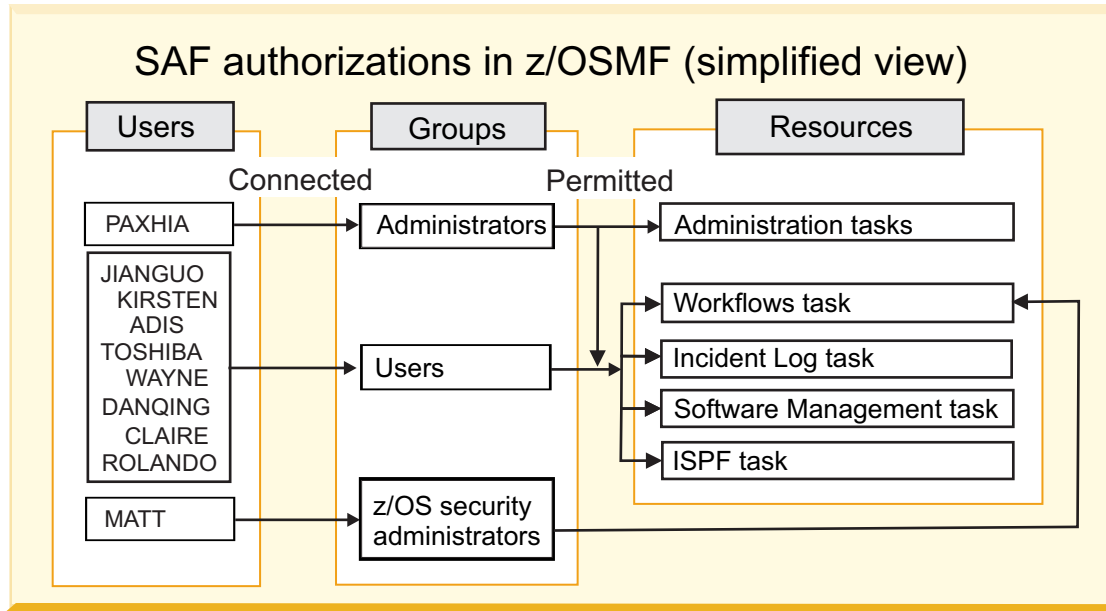 SAF authorizations in z/OSMF (simplified view)
Users
Groups
Resources
Connected
Permitted
PAXHIA
Administrators
Administration tasks
JIANGUO
KIRSTEN
ADIS
TOSHIBA
WAYNE
DANQING
CLAIRE
ROLANDO
Users
Workflows task
Incident Log task
Software Management task
ISPF task
MATT
z/OS security
administrators